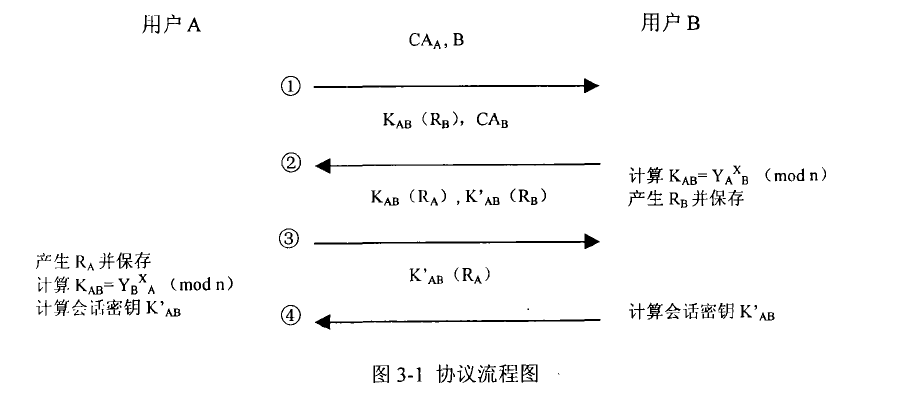 用户A
用户B
CA_A, B
①
K_AB（R_B），CA_B
②
计算 K_AB= Y_A^X_B （mod n）
产生 R_B 并保存
K_AB（R_A）, K'_AB（R_B）
③
产生 R_A 并保存
计算 K_AB= Y_B^X_A （mod n）
计算会话密钥 K'_AB
K'_AB（R_A）
④
计算会话密钥 K'_AB
图 3-1 协议流程图